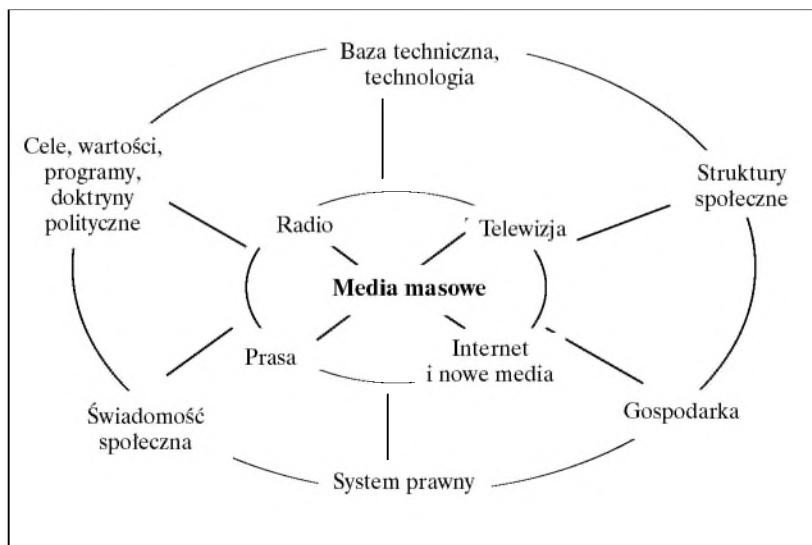 Baza techniczna,
technologia
Cele, wartości,
programy,
doktryny
polityczne
Struktury
społeczne
Radio
Telewizja
Media masowe
Prasa
Internet
i nowe media
Świadomość
społeczna
Gospodarka
System prawny